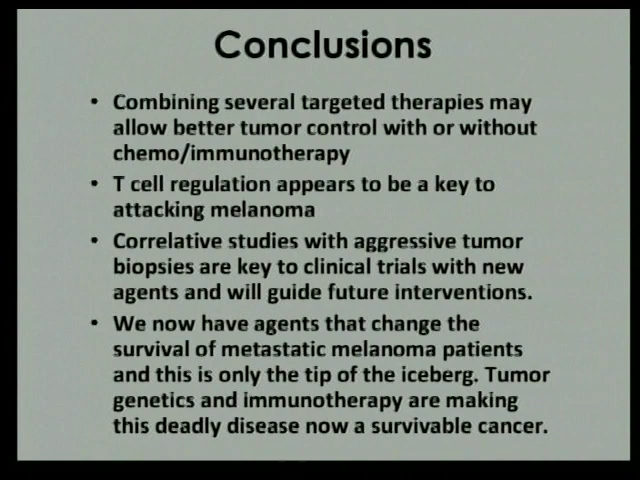 Conclusions
• Combining several targeted therapies may
allow better tumor control with or without
chemo/immunotherapy
• T cell regulation appears to be a key to
attacking melanoma
• Correlative studies with aggressive tumor
biopsies are key to clinical trials with new
agents and will guide future interventions.
• We now have agents that change the
survival of metastatic melanoma patients
and this is only the tip of the iceberg. Tumor
genetics and immunotherapy are making
this deadly disease now a survivable cancer.